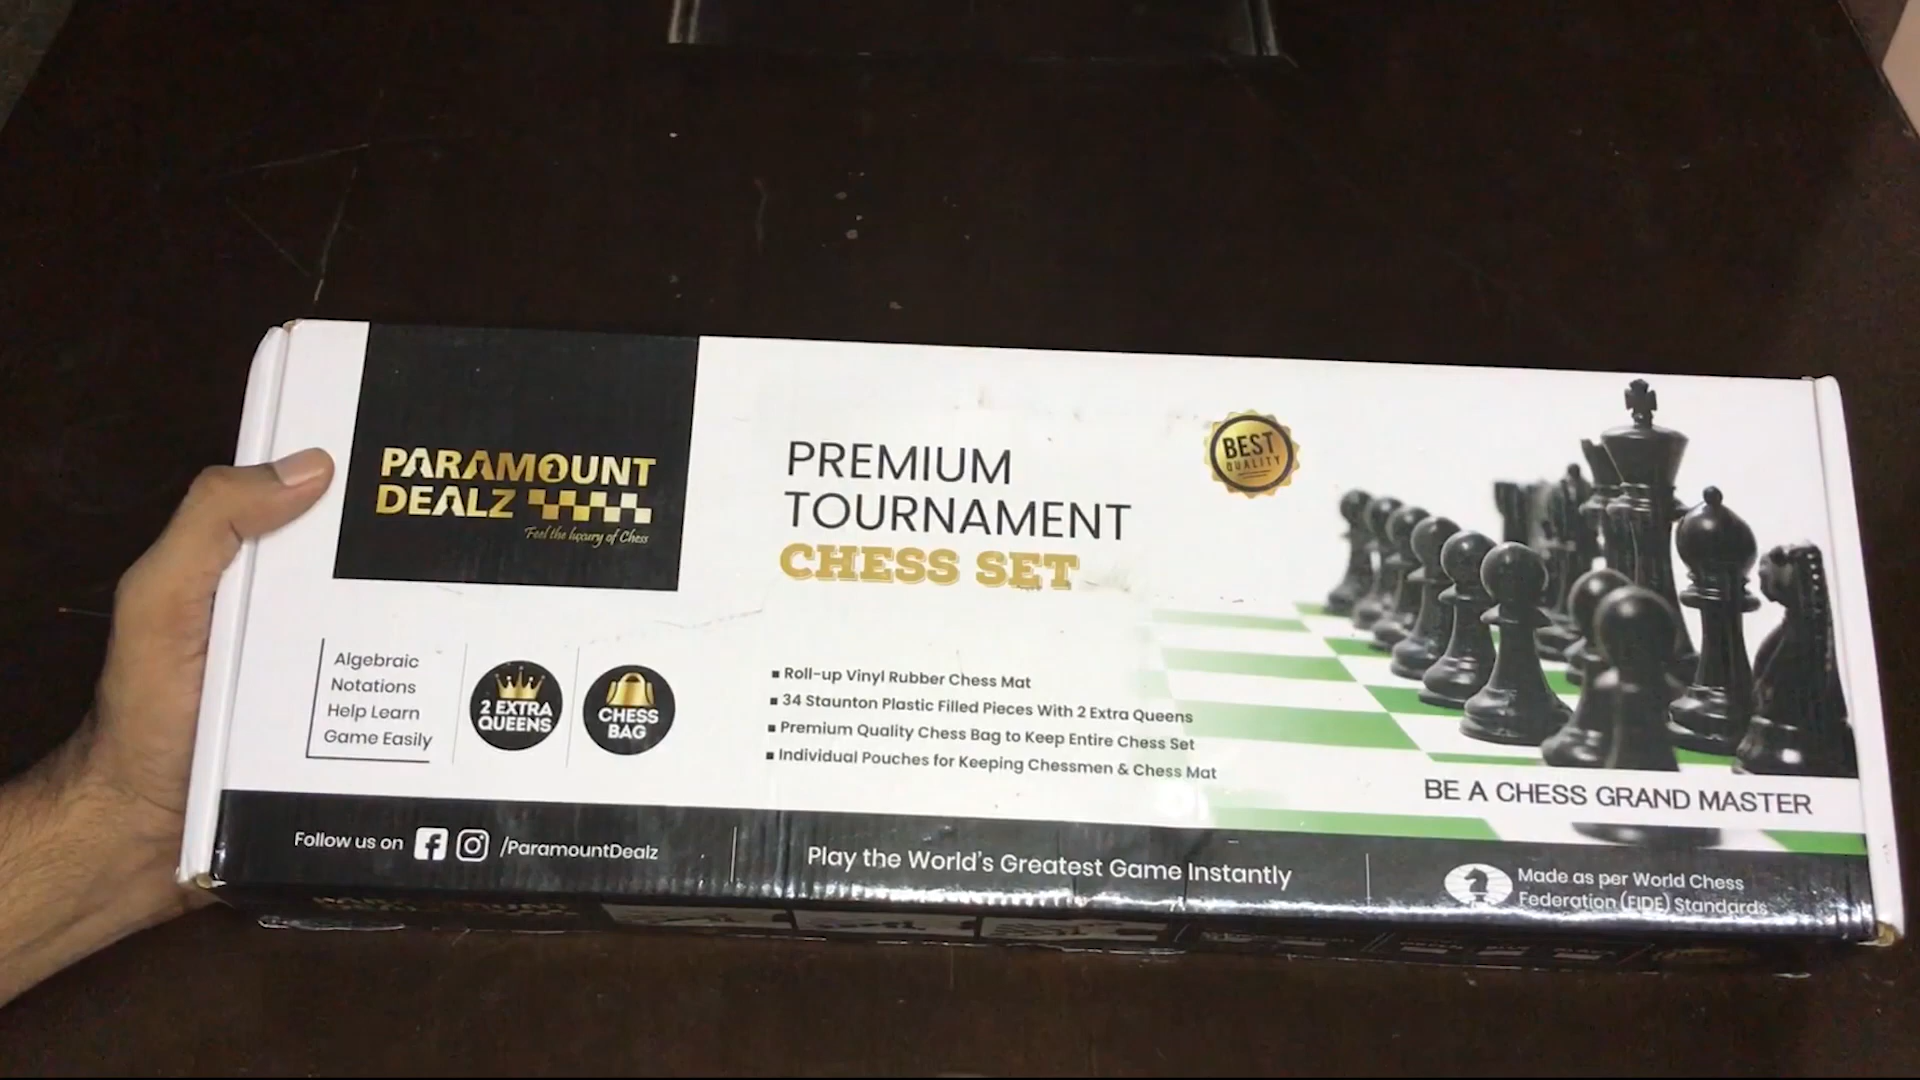 PARAMOUNT
DEALZ
Feel the luxury of Chess
PREMIUM
TOURNAMENT
CHESS SET
BEST
QUALITY
Algebraic
Notations
Help Learn
Game Easily
2 EXTRA
QUEENS
CHESS
BAG
▪ Roll-up Vinyl Rubber Chess Mat
▪ 34 Staunton Plastic Filled Pieces With 2 Extra Queens
▪ Premium Quality Chess Bag to Keep Entire Chess Set
▪ Individual Pouches for Keeping Chessmen & Chess Mat
BE A CHESS GRAND MASTER
Follow us on /ParamountDealz
Play the World's Greatest Game Instantly
Made as per World Chess
Federation (FIDE) Standards